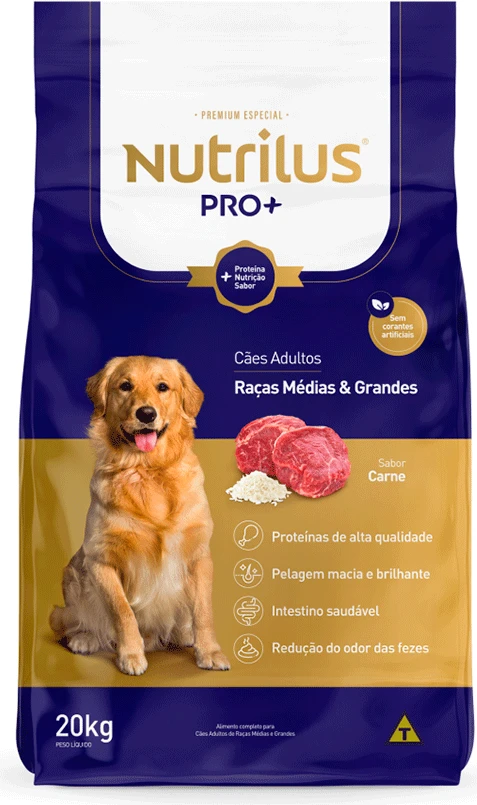 • PREMIUM ESPECIAL •
Nutrilus®
PRO+
+ Proteína
Nutrição
Sabor
Sem
corantes
artificiais
Cães Adultos
Raças Médias & Grandes
Sabor
Carne
Proteínas de alta qualidade
Pelagem macia e brilhante
Intestino saudável
Redução do odor das fezes
20kg
PESO LÍQUIDO
Alimento completo para
Cães Adultos de Raças Médias e Grandes
T